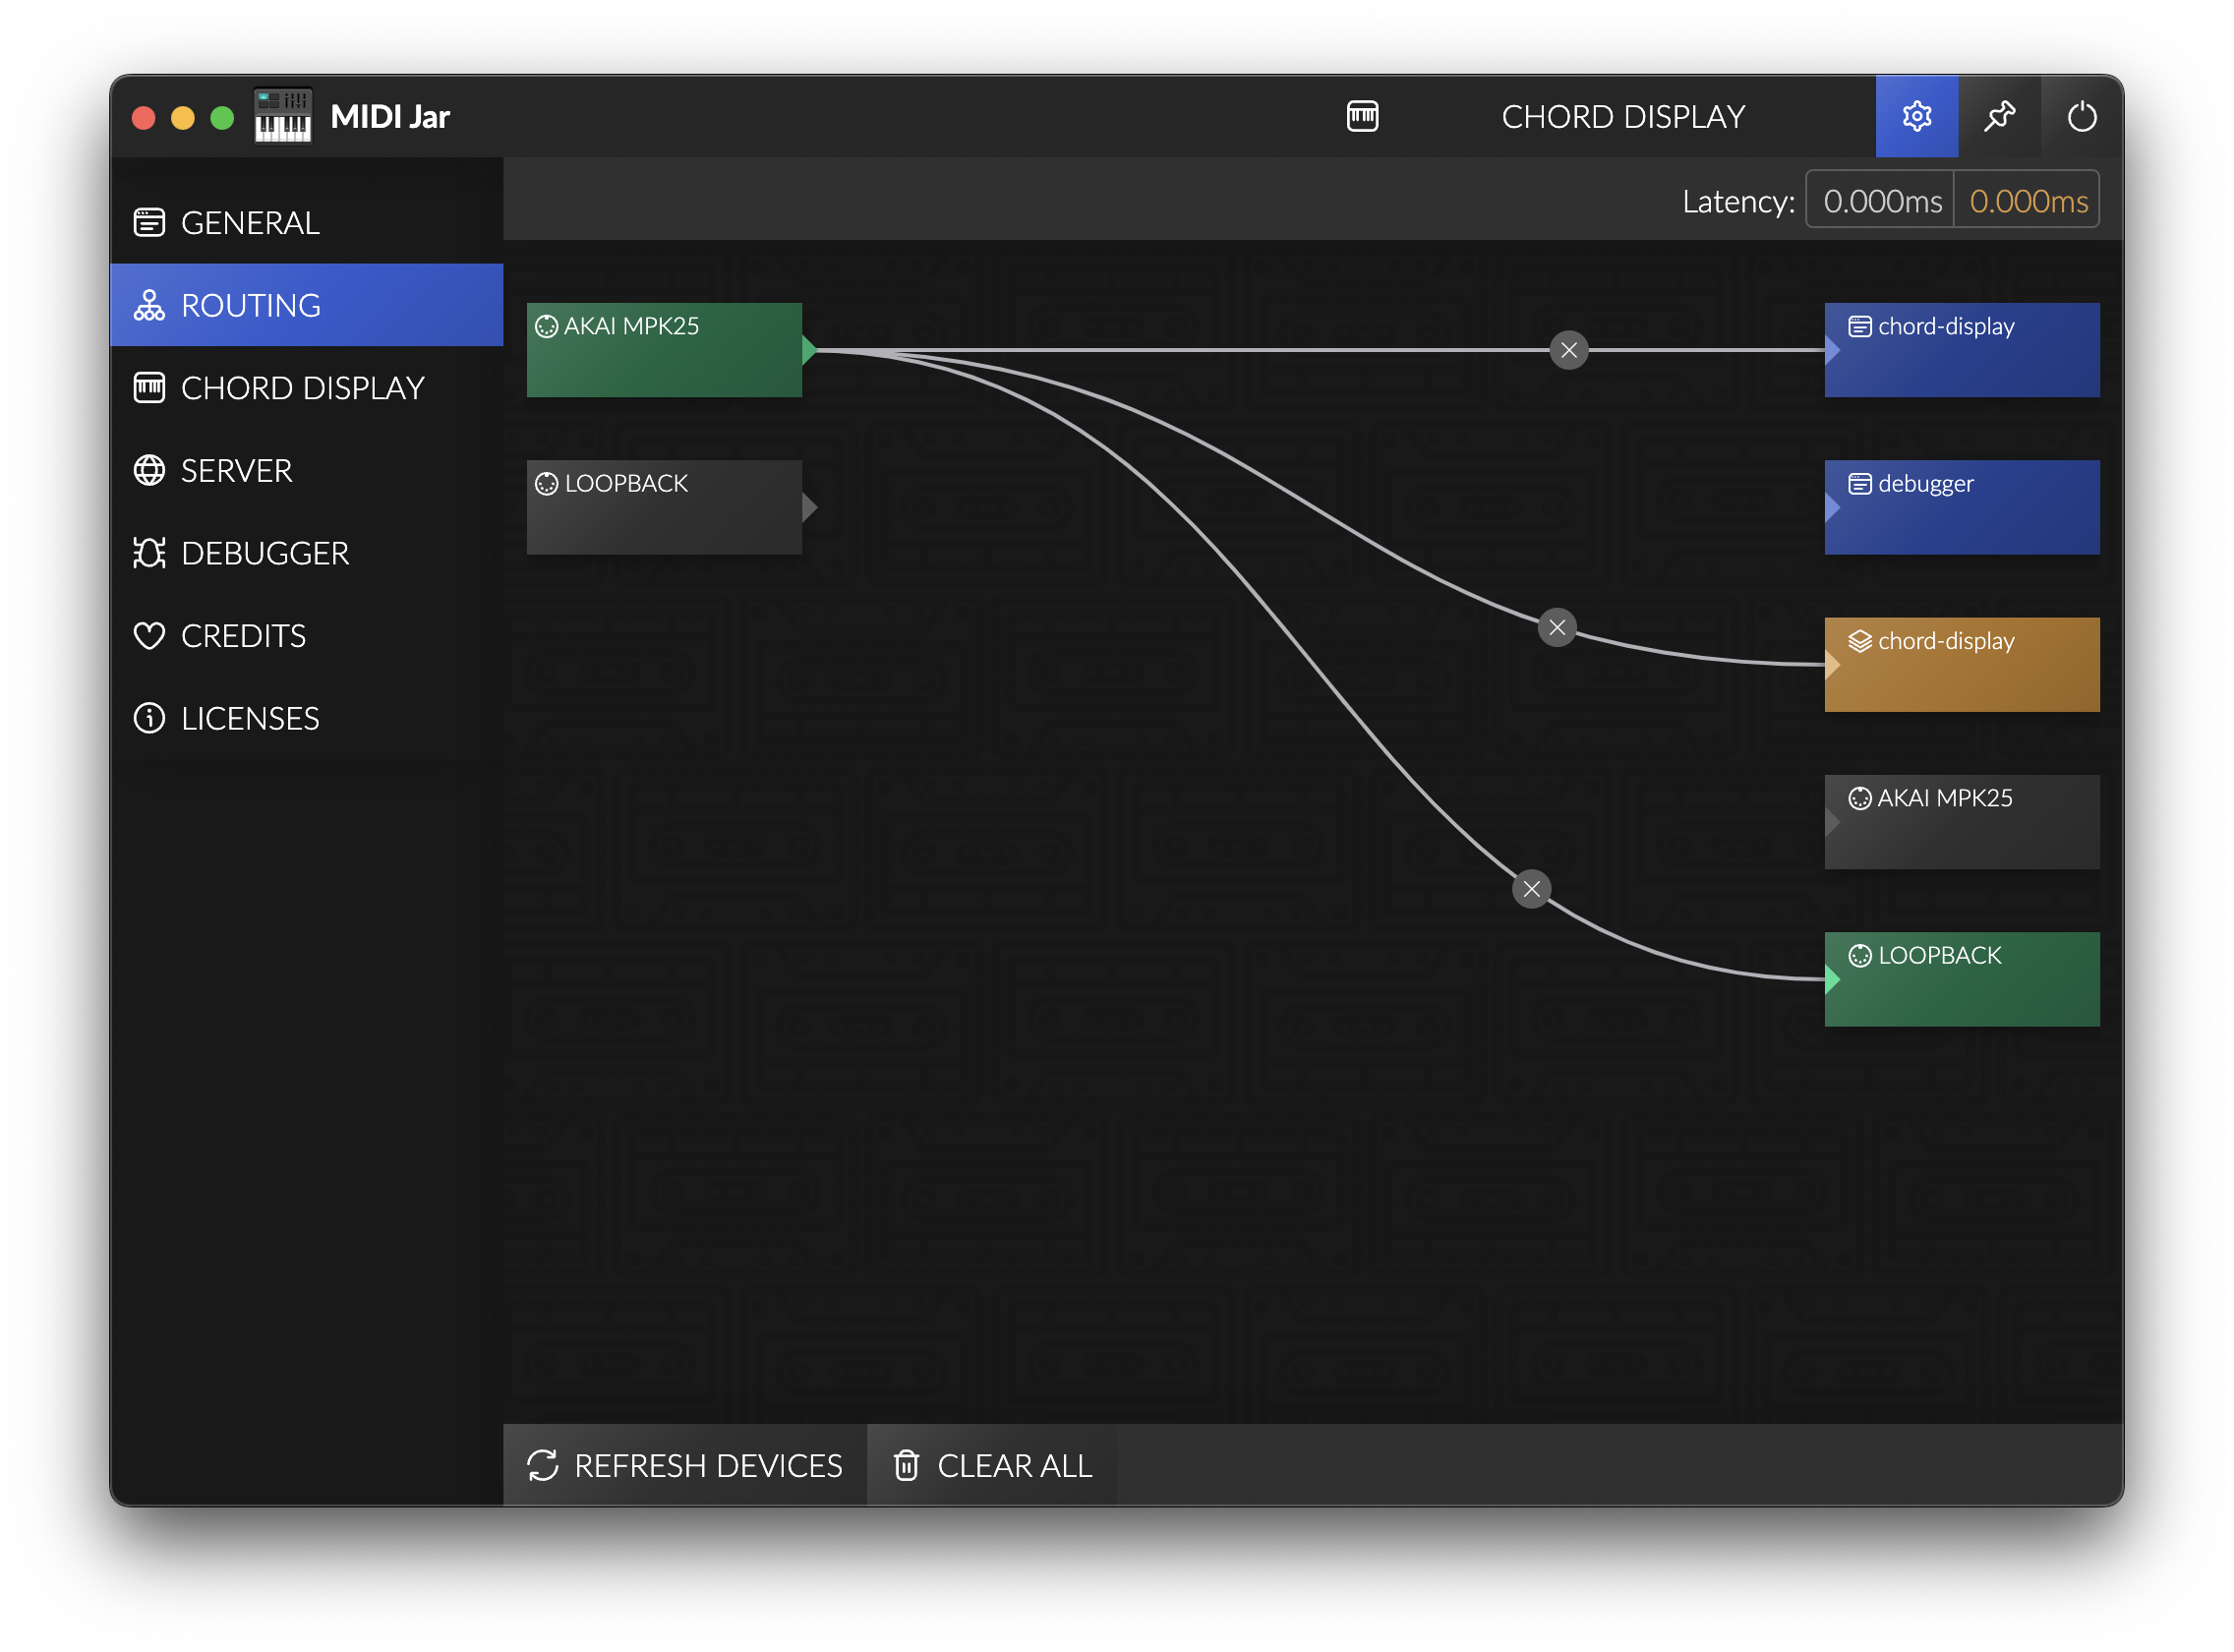 MIDI Jar
CHORD DISPLAY
Latency: 0.000ms 0.000ms
GENERAL
ROUTING
CHORD DISPLAY
SERVER
DEBUGGER
CREDITS
LICENSES
AKAI MPK25
LOOPBACK
chord-display
debugger
chord-display
AKAI MPK25
LOOPBACK
REFRESH DEVICES
CLEAR ALL